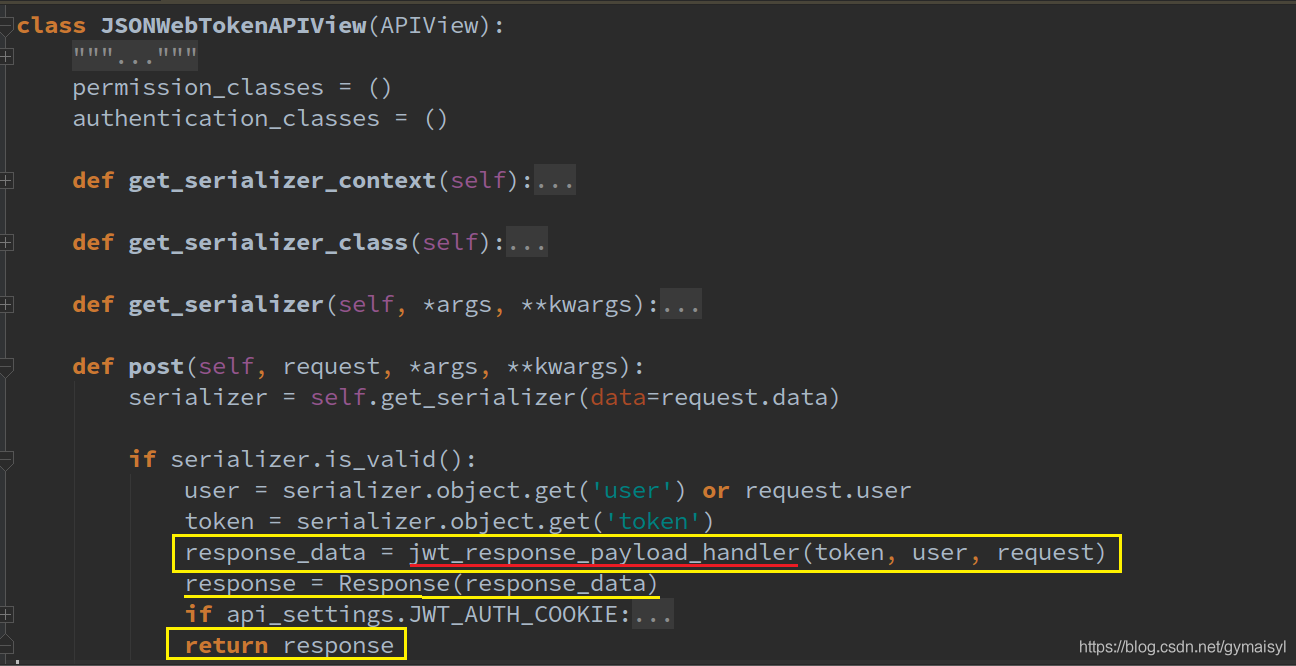 class JSONWebTokenAPIView(APIView):
    """..."""
    permission_classes = ()
    authentication_classes = ()
    def get_serializer_context(self):...
    def get_serializer_class(self):...
    def get_serializer(self, *args, **kwargs):...
    def post(self, request, *args, **kwargs):
        serializer = self.get_serializer(data=request.data)
        if serializer.is_valid():
            user = serializer.object.get('user') or request.user
            token = serializer.object.get('token')
            response_data = jwt_response_payload_handler(token, user, request)
            response = Response(response_data)
            if api_settings.JWT_AUTH_COOKIE:...
            return response
https://blog.csdn.net/gymaisyl